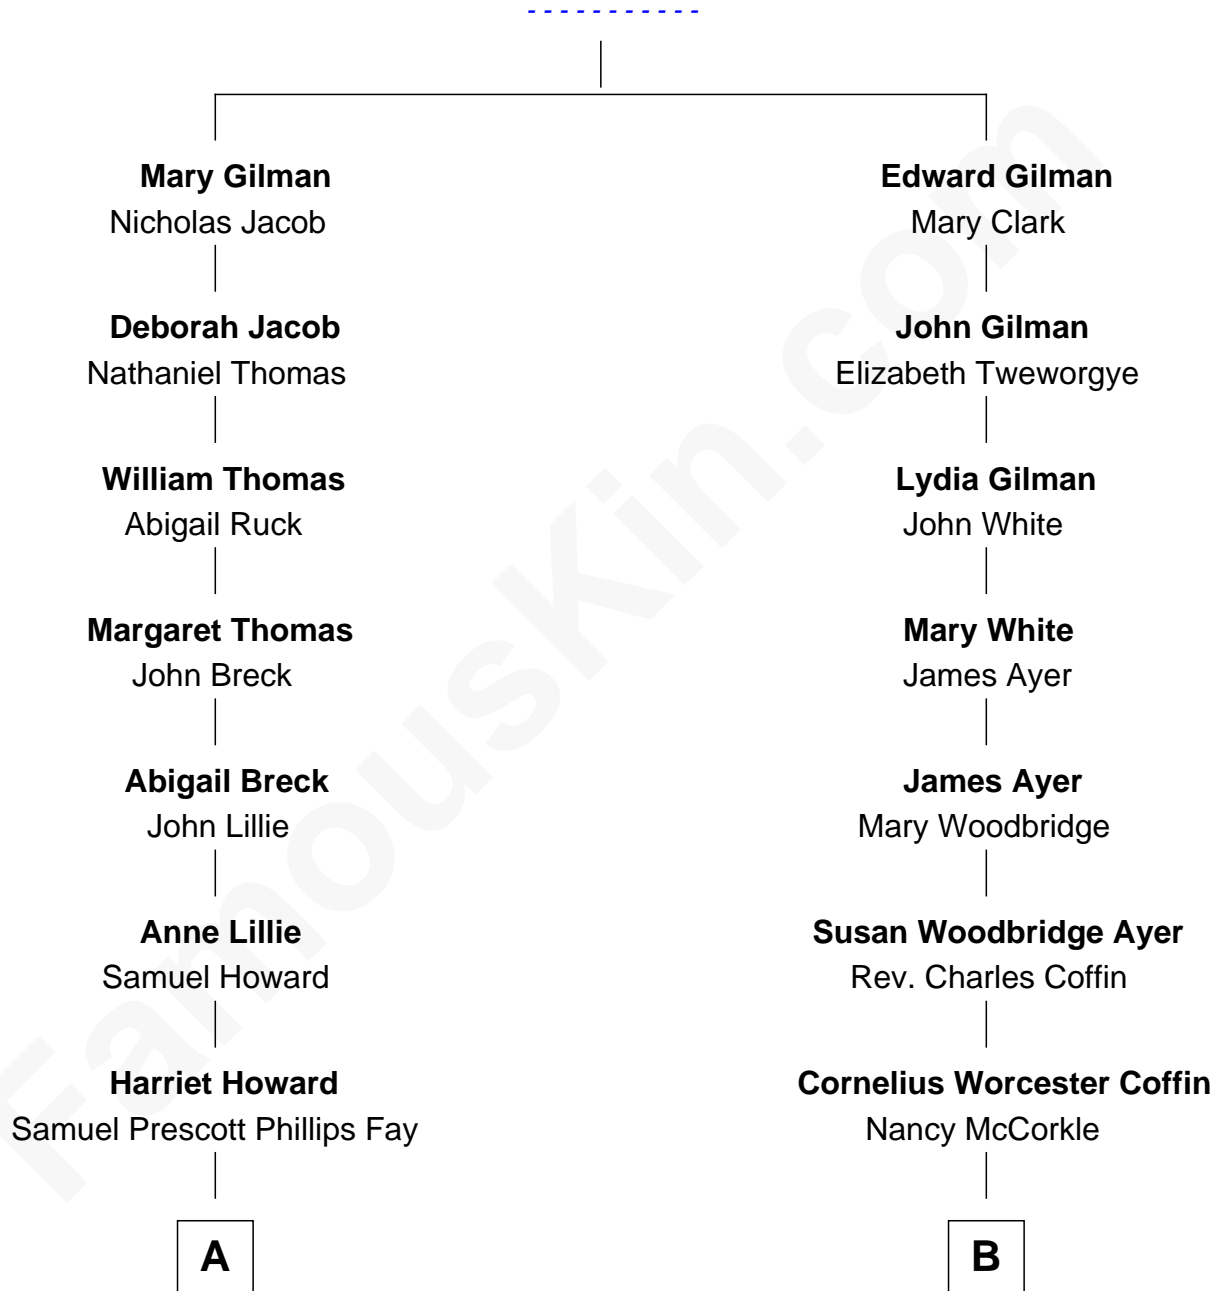 - - - - - - - - - - -
Mary Gilman
Nicholas Jacob
Edward Gilman
Mary Clark
Deborah Jacob
Nathaniel Thomas
John Gilman
Elizabeth Tweworgye
William Thomas
Abigail Ruck
Lydia Gilman
John White
Margaret Thomas
John Breck
Mary White
James Ayer
Abigail Breck
John Lillie
James Ayer
Mary Woodbridge
Anne Lillie
Samuel Howard
Susan Woodbridge Ayer
Rev. Charles Coffin
Harriet Howard
Samuel Prescott Phillips Fay
Cornelius Worcester Coffin
Nancy McCorkle
A
B
FamousKin.com